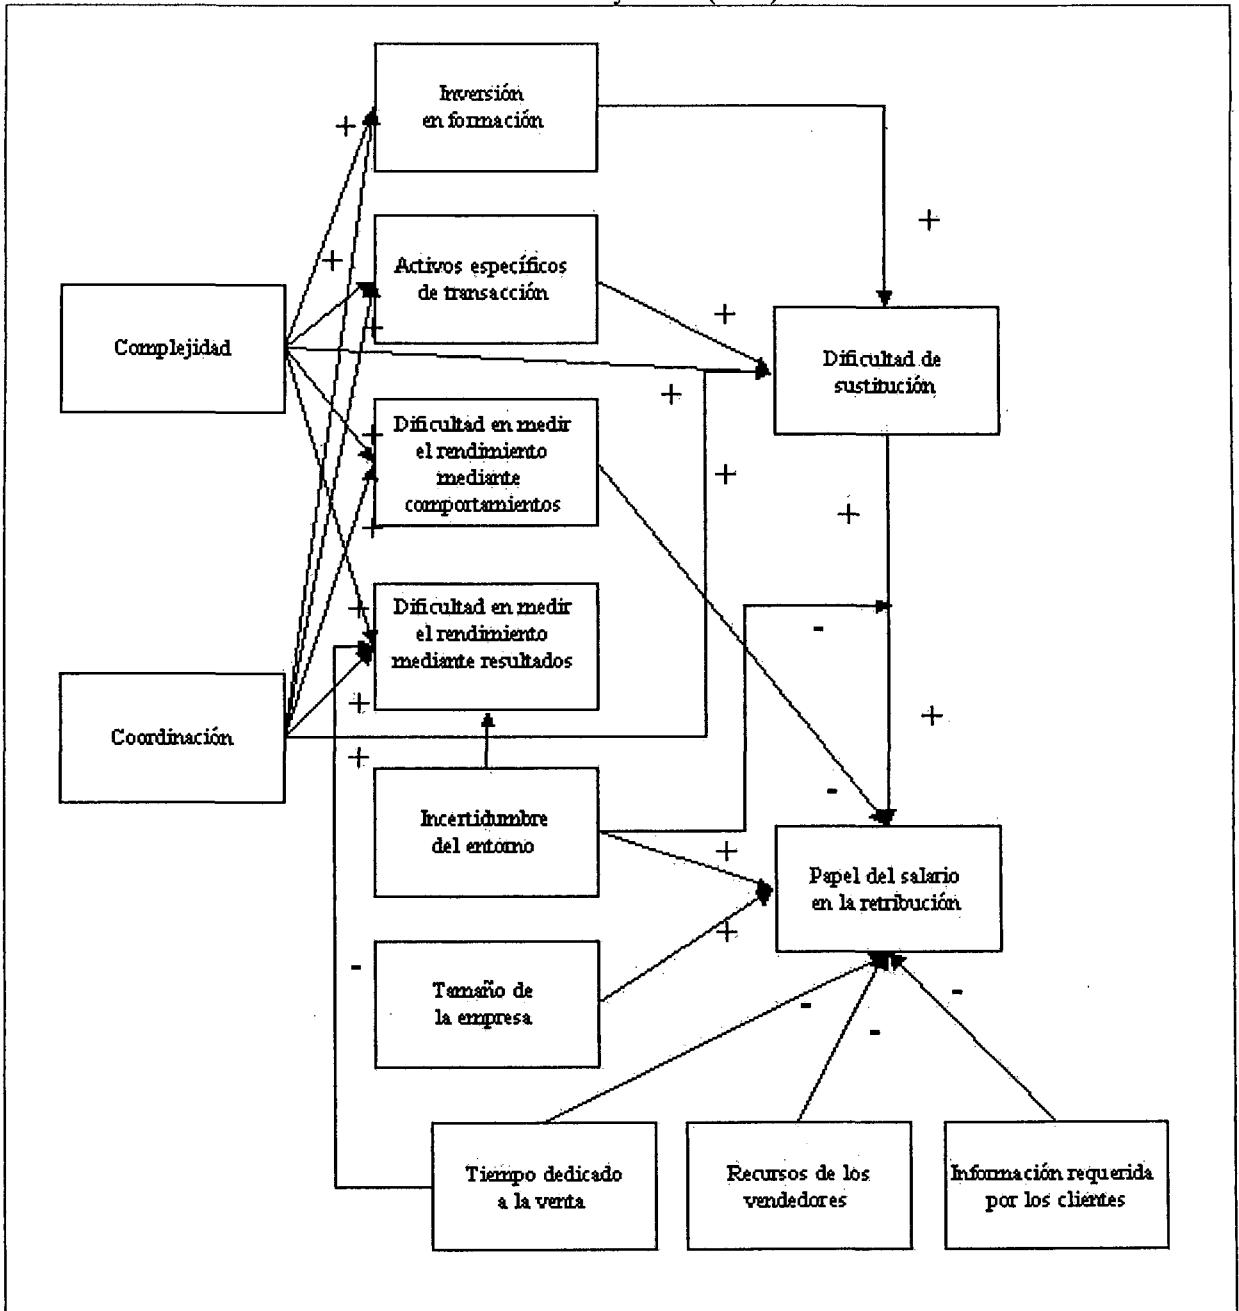 Inversión
en formación
+
+
+
Activos específicos
de transacción
+
+
Complejidad
Dificultad de
sustitución
+
+
Dificultad en medir
el rendimiento
mediante
comportamientos
+
+
+
Dificultad en medir
el rendimiento
mediante resultados
+
-
+
+
Coordinación
+
-
Incertidumbre
del entorno
+
Papel del salario
en la retribución
+
-
Tamaño de
la empresa
-
-
-
Tiempo dedicado
a la venta
Recursos de los
vendedores
Información requerida
por los clientes